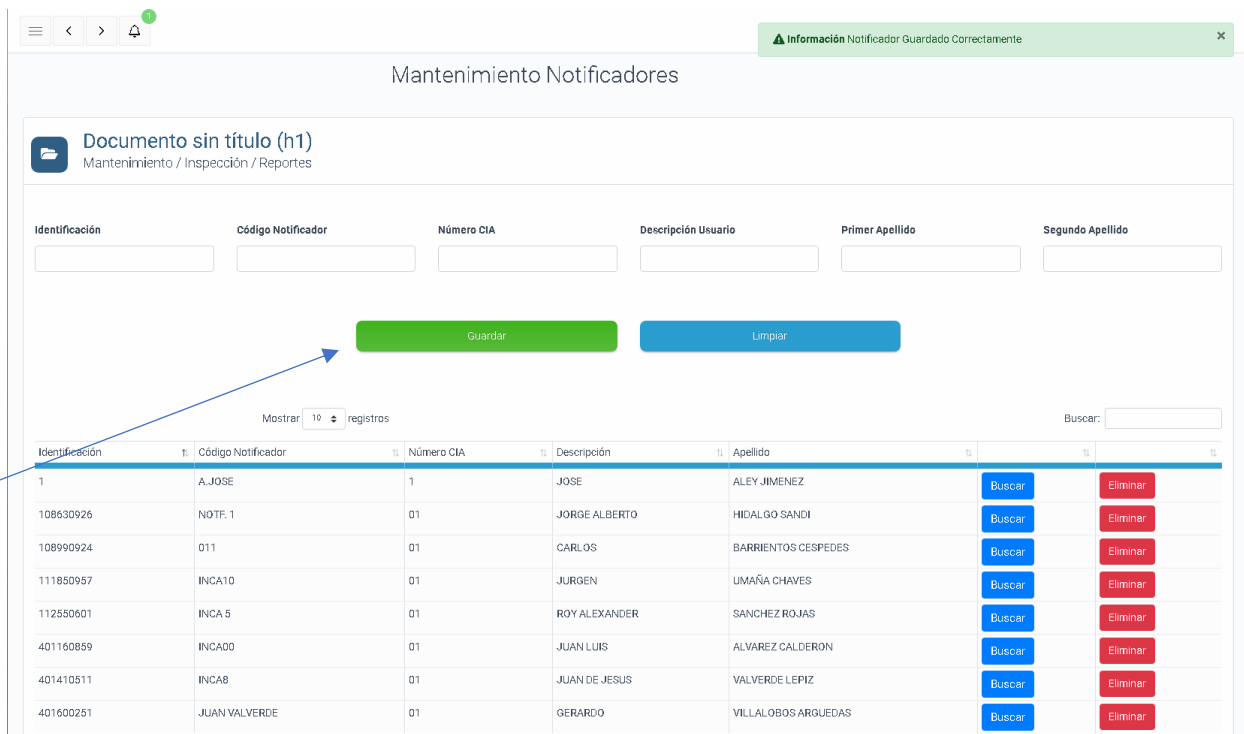 1
Información Notificador Guardado Correctamente ×
Mantenimiento Notificadores
Documento sin título (h1)
Mantenimiento / Inspección / Reportes
Identificación Código Notificador Número CIA Descripción Usuario Primer Apellido Segundo Apellido
Guardar Limpiar
Mostrar 10 registros Buscar:
Identificación Código Notificador Número CIA Descripción Apellido
1 A.JOSE 1 JOSE ALEY JIMENEZ Buscar Eliminar
108630926 NOTF. 1 01 JORGE ALBERTO HIDALGO SANDI Buscar Eliminar
108990924 011 01 CARLOS BARRIENTOS CESPEDES Buscar Eliminar
111850957 INCA10 01 JURGEN UMAÑA CHAVES Buscar Eliminar
112550601 INCA 5 01 ROY ALEXANDER SANCHEZ ROJAS Buscar Eliminar
401160859 INCA00 01 JUAN LUIS ALVAREZ CALDERON Buscar Eliminar
401410511 INCA8 01 JUAN DE JESUS VALVERDE LEPIZ Buscar Eliminar
401600251 JUAN VALVERDE 01 GERARDO VILLALOBOS ARGUEDAS Buscar Eliminar